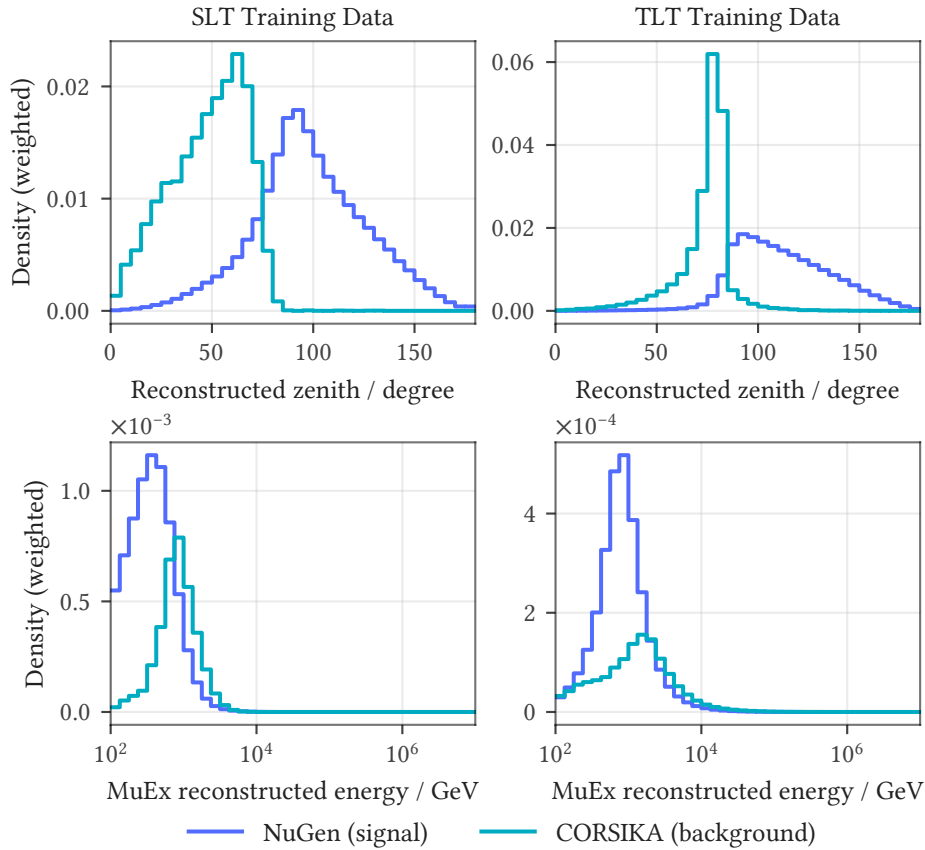 SLT Training Data
TLT Training Data
Density (weighted)
0.02
0.01
0.00
0
50
100
150
Reconstructed zenith / degree
0.06
0.04
0.02
0.00
0
50
100
150
Reconstructed zenith / degree
×10⁻³
Density (weighted)
1.0
0.5
0.0
10²
10⁴
10⁶
MuEx reconstructed energy / GeV
×10⁻⁴
4
2
0
10²
10⁴
10⁶
MuEx reconstructed energy / GeV
NuGen (signal)
CORSIKA (background)